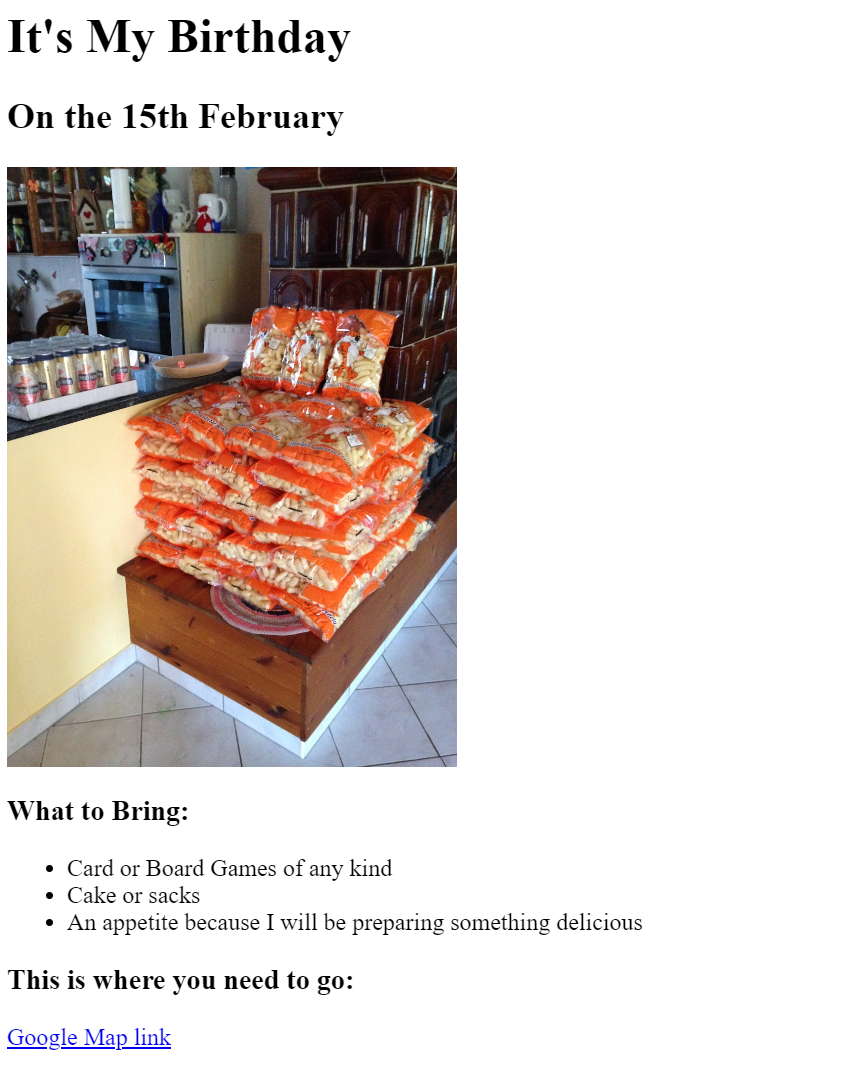 It's My Birthday
On the 15th February
What to Bring:
Card or Board Games of any kind
Cake or sacks
An appetite because I will be preparing something delicious
This is where you need to go:
Google Map link